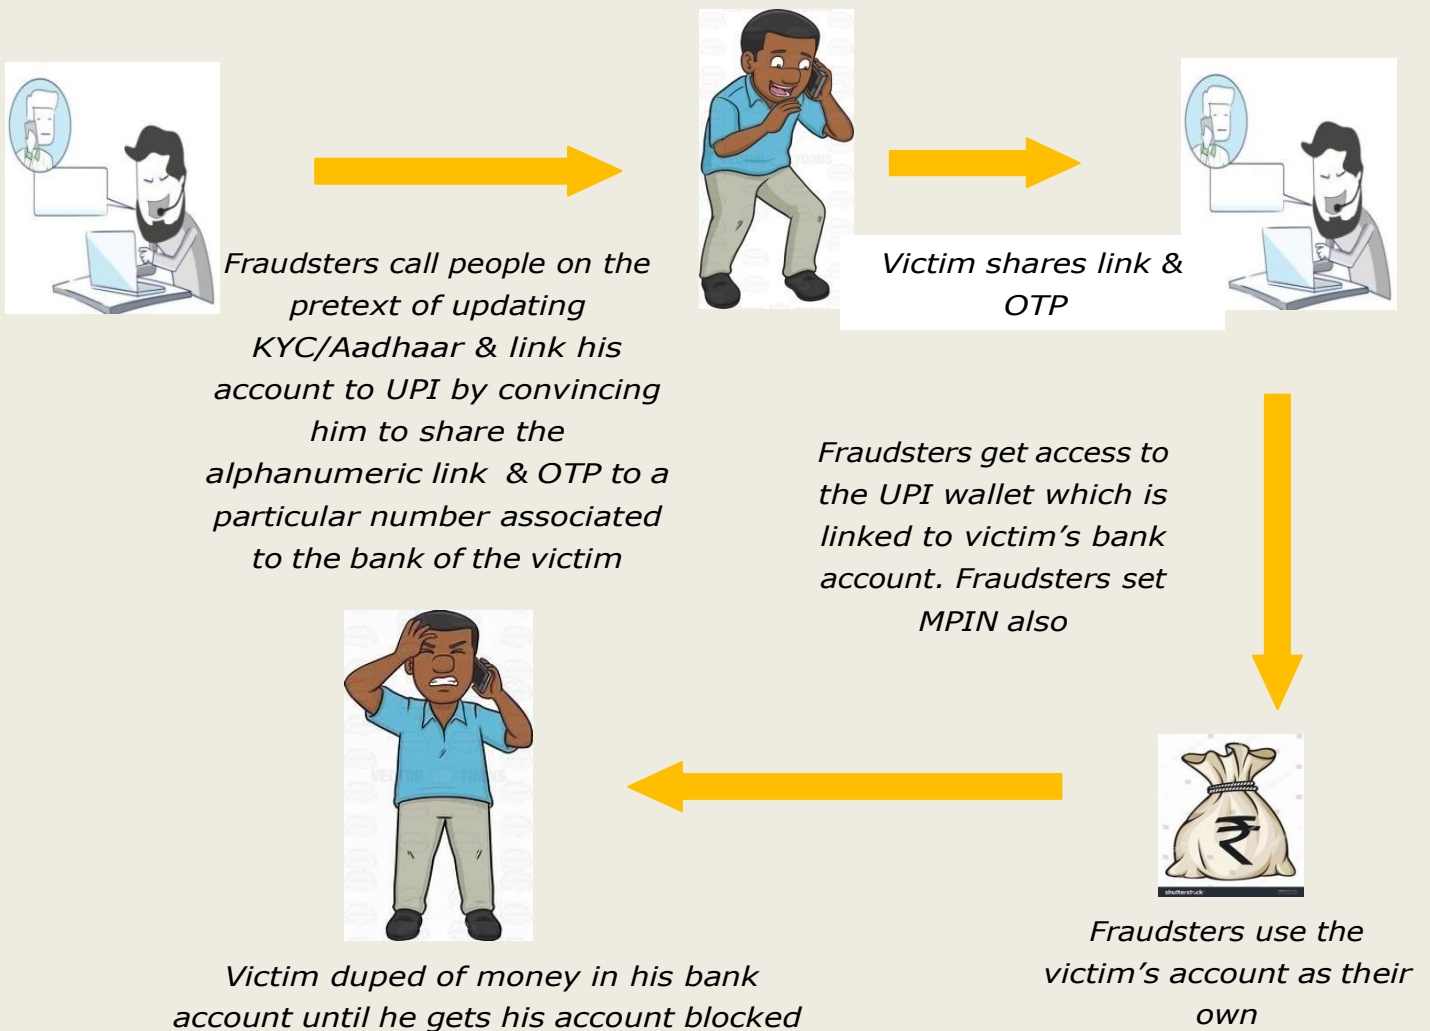 Fraudsters call people on the
pretext of updating
KYC/Aadhaar & link his
account to UPI by convincing
him to share the
alphanumeric link & OTP to a
particular number associated
to the bank of the victim
Victim shares link &
OTP
Fraudsters get access to
the UPI wallet which is
linked to victim’s bank
account. Fraudsters set
MPIN also
₹
shutterstock
Fraudsters use the
victim’s account as their
own
Victim duped of money in his bank
account until he gets his account blocked